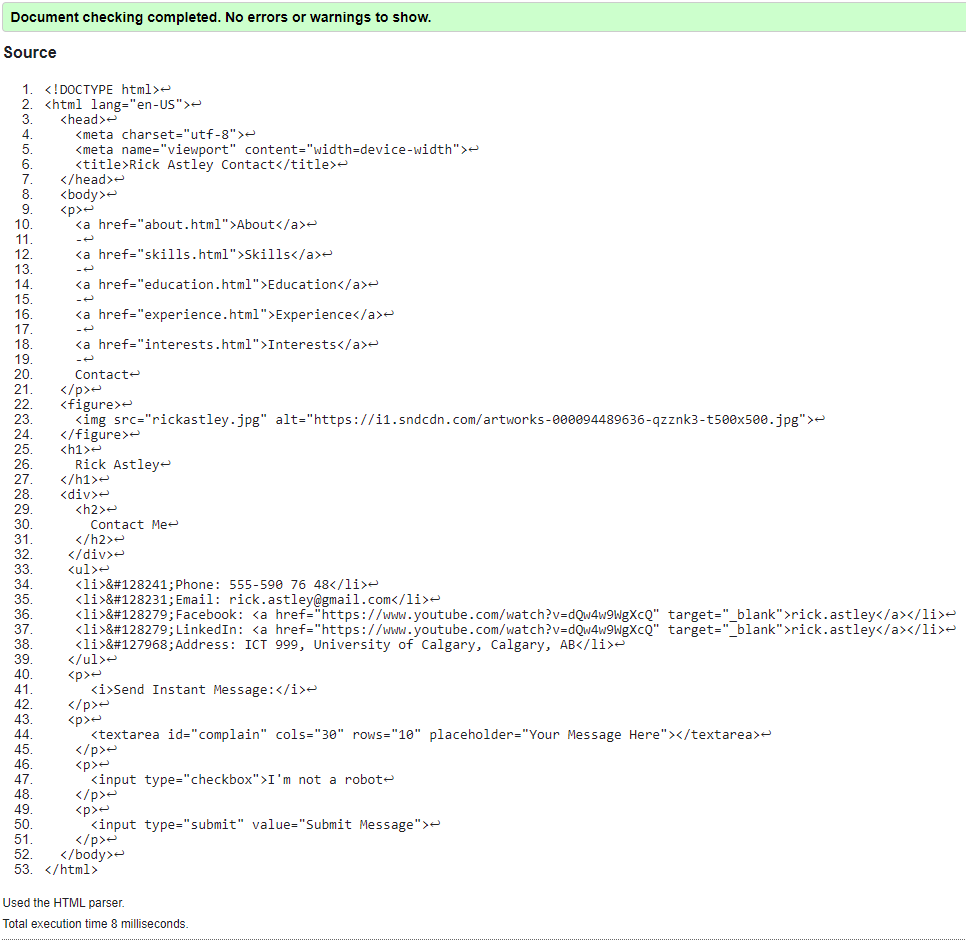 Document checking completed. No errors or warnings to show.
Source
1. <!DOCTYPE html>↩
2. <html lang="en-US">↩
3.   <head>↩
4.     <meta charset="utf-8">↩
5.     <meta name="viewport" content="width=device-width">↩
6.     <title>Rick Astley Contact</title>↩
7.   </head>↩
8.   <body>↩
9.   <p>↩
10.     <a href="about.html">About</a>↩
11.     -↩
12.     <a href="skills.html">Skills</a>↩
13.     -↩
14.     <a href="education.html">Education</a>↩
15.     -↩
16.     <a href="experience.html">Experience</a>↩
17.     -↩
18.     <a href="interests.html">Interests</a>↩
19.     -↩
20.     Contact↩
21.   </p>↩
22.   <figure>↩
23.     <img src="rickastley.jpg" alt="https://i1.sndcdn.com/artworks-000094489636-qzznk3-t500x500.jpg">↩
24.   </figure>↩
25.   <h1>↩
26.     Rick Astley↩
27.   </h1>↩
28.   <div>↩
29.     <h2>↩
30.       Contact Me↩
31.     </h2>↩
32.    </div>↩
33.    <ul>↩
34.     <li>&#128241;Phone: 555-590 76 48</li>↩
35.     <li>&#128231;Email: rick.astley@gmail.com</li>↩
36.     <li>&#128279;Facebook: <a href="https://www.youtube.com/watch?v=dQw4w9WgXcQ" target="_blank">rick.astley</a></li>↩
37.     <li>&#128279;LinkedIn: <a href="https://www.youtube.com/watch?v=dQw4w9WgXcQ" target="_blank">rick.astley</a></li>↩
38.     <li>&#127968;Address: ICT 999, University of Calgary, Calgary, AB</li>↩
39.    </ul>↩
40.    <p>↩
41.       <i>Send Instant Message:</i>↩
42.    </p>↩
43.    <p>↩
44.       <textarea id="complain" cols="30" rows="10" placeholder="Your Message Here"></textarea>↩
45.     </p>↩
46.     <p>↩
47.       <input type="checkbox">I'm not a robot↩
48.     </p>↩
49.     <p>↩
50.       <input type="submit" value="Submit Message">↩
51.     </p>↩
52.   </body>↩
53. </html>
Used the HTML parser.
Total execution time 8 milliseconds.